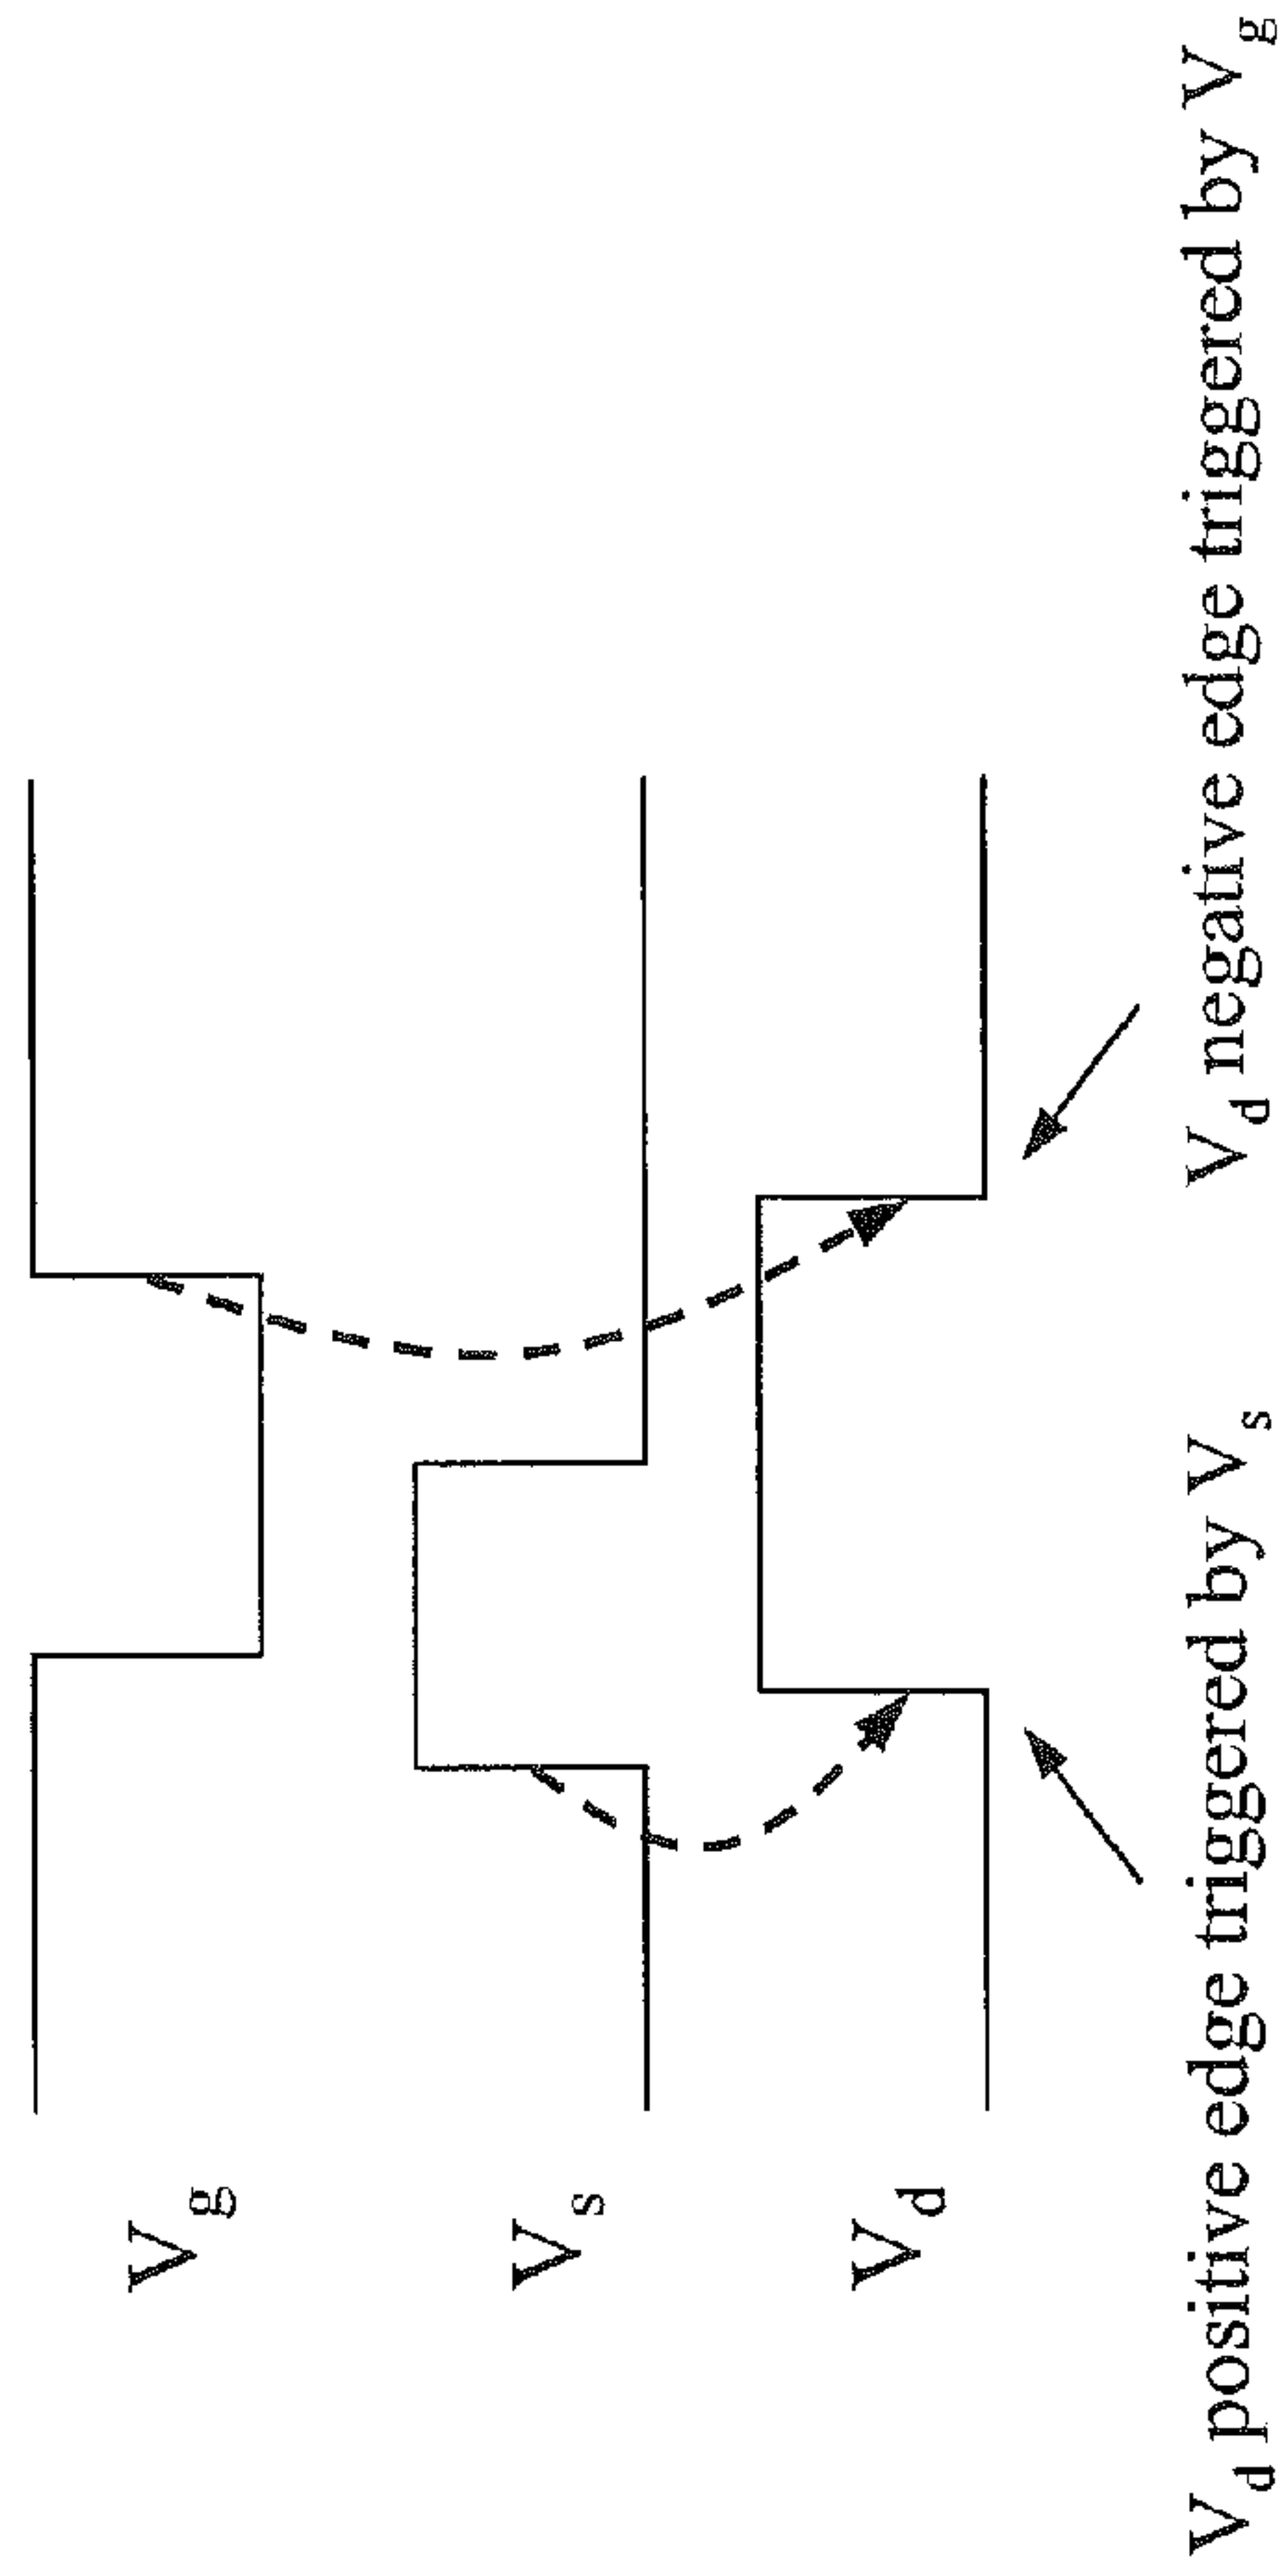 V_g
V_s
V_d
V_d positive edge triggered by V_s
V_d negative edge triggered by V_g